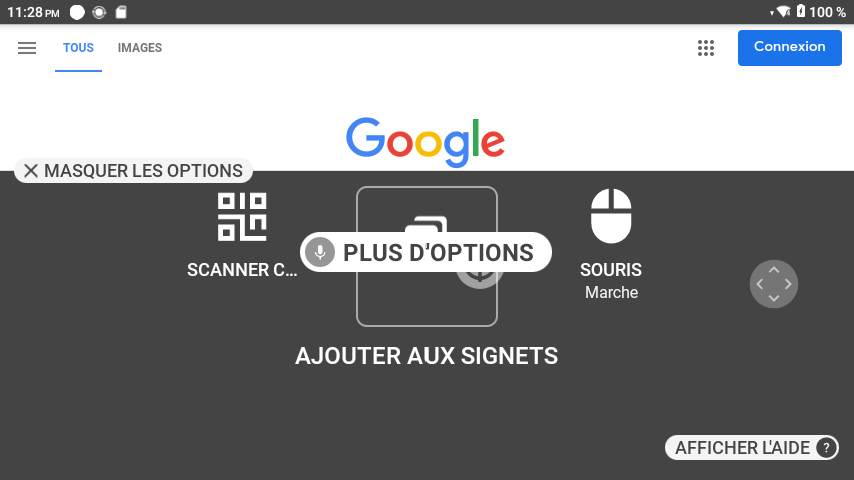 11:28 PM
100 %
TOUS IMAGES
Connexion
Google
MASQUER LES OPTIONS
PLUS D'OPTIONS
SCANNER C...
SOURIS
Marche
AJOUTER AUX SIGNETS
AFFICHER L'AIDE ?